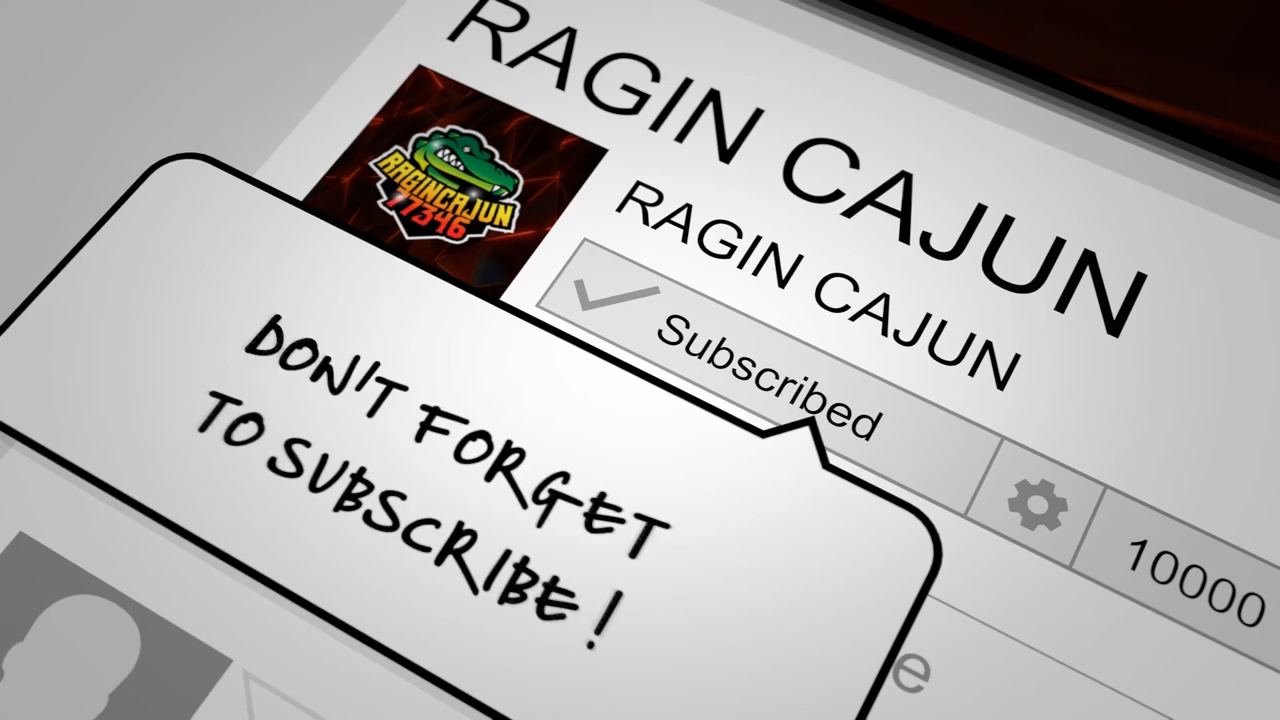 RAGIN CAJUN
RAGINCAJUN
77346
RAGIN CAJUN
Subscribed
10000
DON'T FORGET
TO SUBSCRIBE!
e